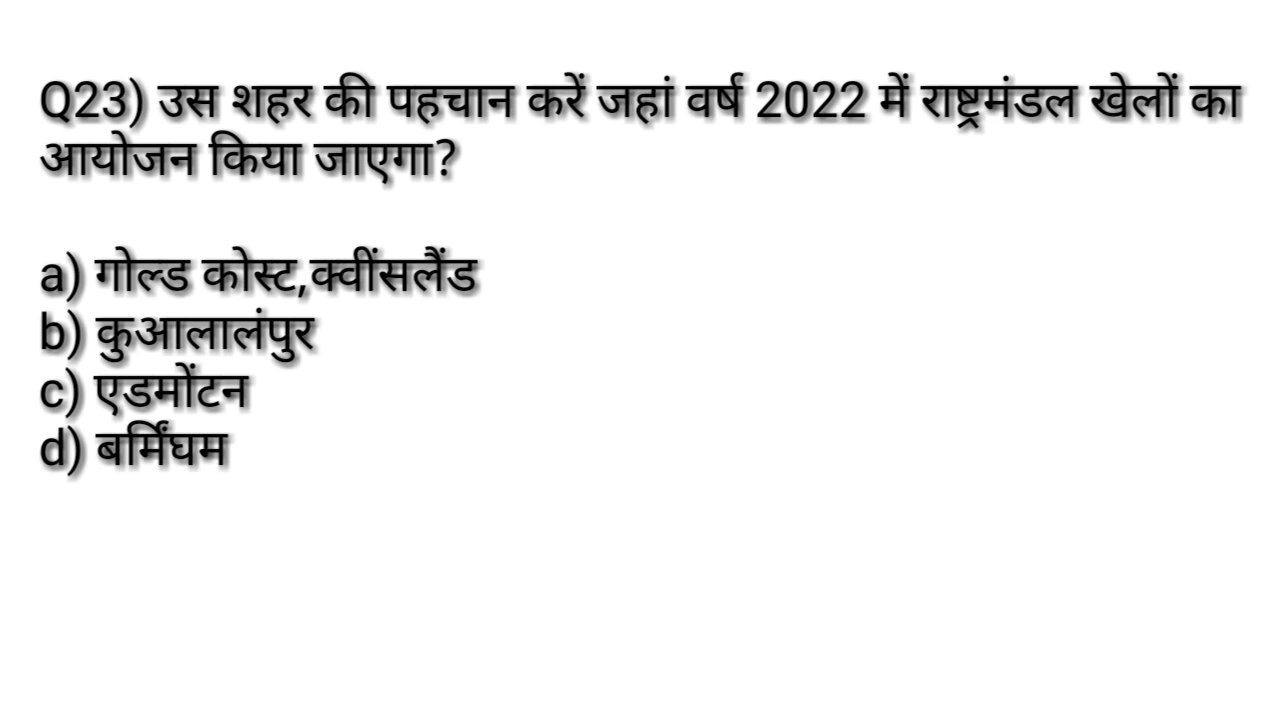 Q23) उस शहर की पहचान करें जहां वर्ष 2022 में राष्ट्रमंडल खेलों का
आयोजन किया जाएगा?
a) गोल्ड कोस्ट,क्वींसलैंड
b) कुआलालंपुर
c) एडमोंटन
d) बर्मिंघम